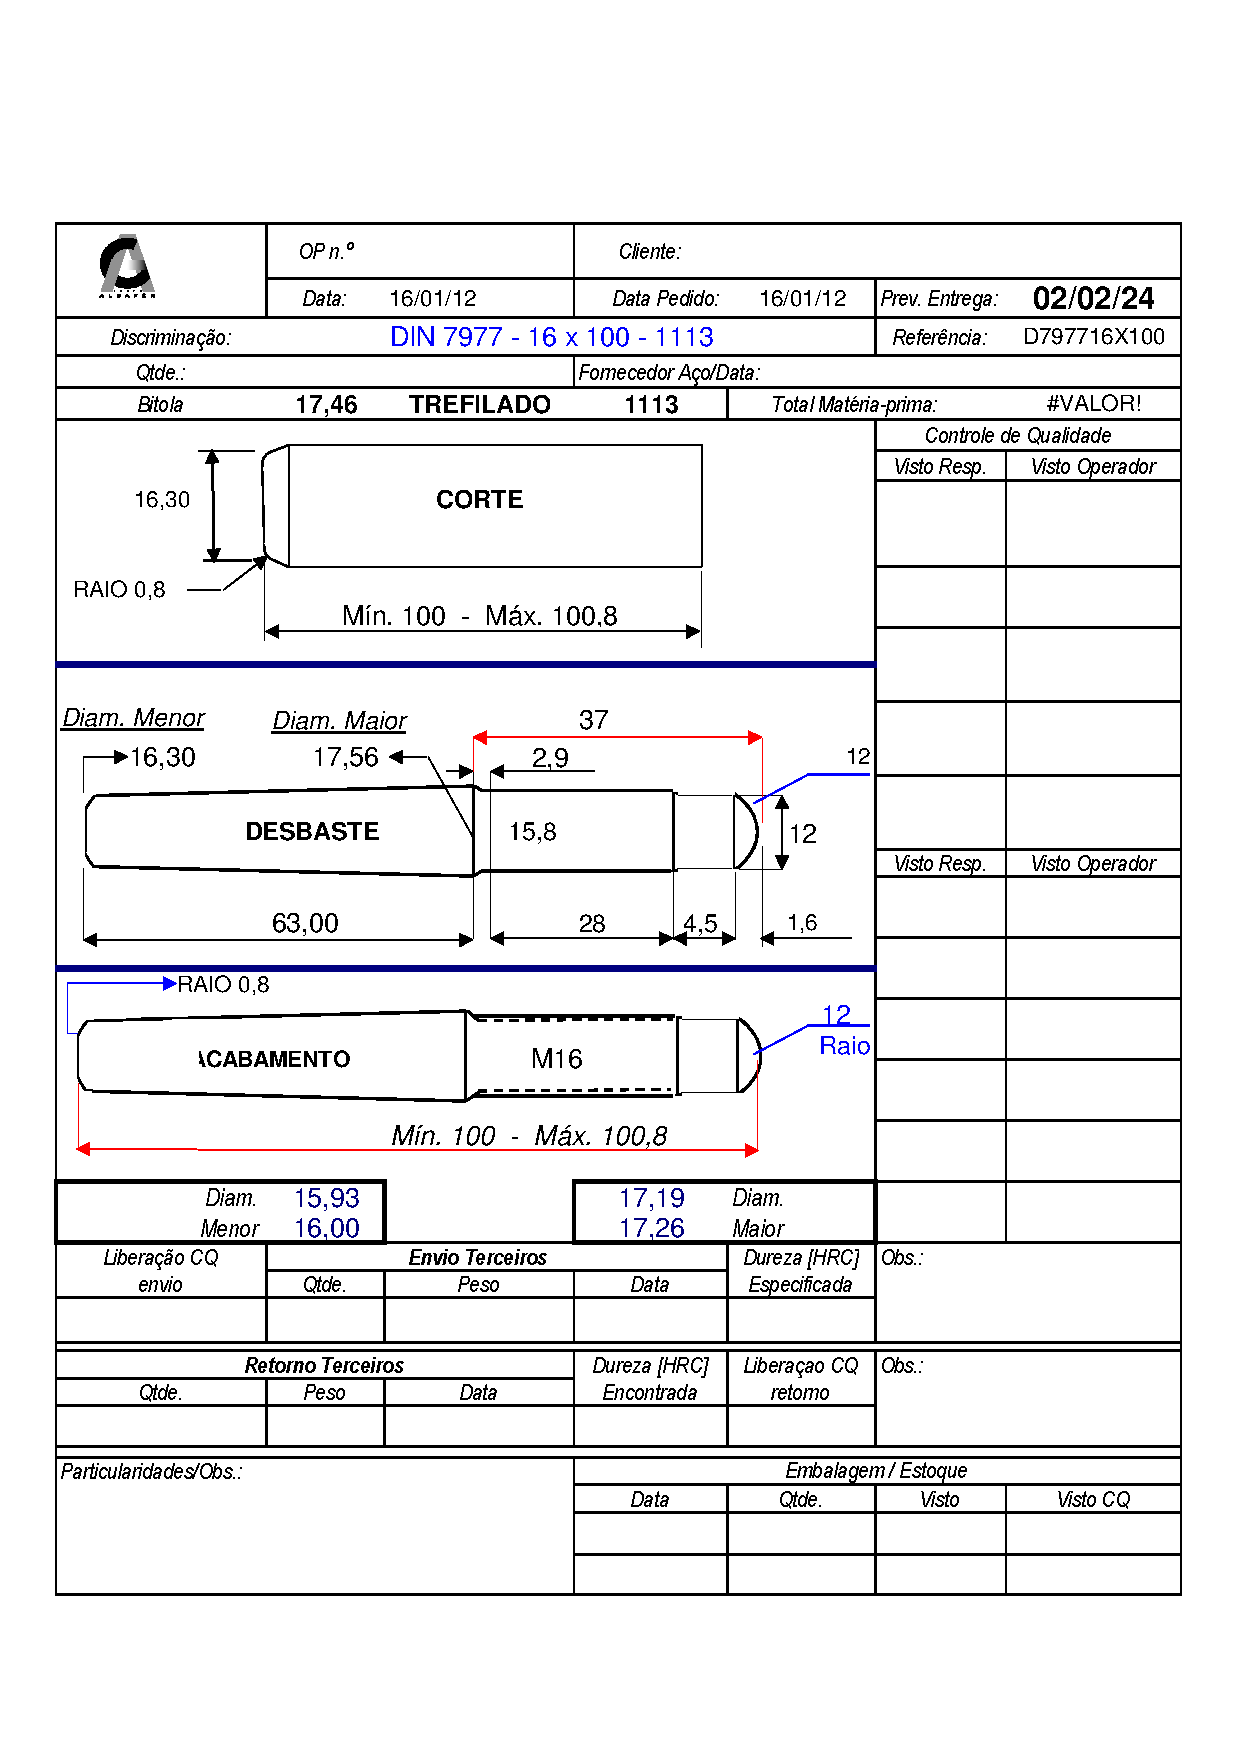 ALBAFER
OP n.º Cliente:
Data: 16/01/12 Data Pedido: 16/01/12 Prev. Entrega: 02/02/24
Discriminação: DIN 7977 - 16 x 100 - 1113 Referência: D797716X100
Qtde.: Fornecedor Aço/Data:
Bitola 17,46 TREFILADO 1113 Total Matéria-prima: #VALOR!
Controle de Qualidade
Visto Resp. Visto Operador
16,30 CORTE
RAIO 0,8
Mín. 100 - Máx. 100,8
Diam. Menor Diam. Maior 37
16,30 17,56 2,9 12
DESBASTE 15,8 12
Visto Resp. Visto Operador
63,00 28 4,5 1,6
RAIO 0,8
12
Raio
ACABAMENTO M16
Mín. 100 - Máx. 100,8
Diam. 15,93 17,19 Diam.
Menor 16,00 17,26 Maior
Liberação CQ Envio Terceiros Dureza [HRC] Obs.:
envio Qtde. Peso Data Especificada
Retorno Terceiros Dureza [HRC] Liberaçao CQ Obs.:
Qtde. Peso Data Encontrada retorno
Particularidades/Obs.: Embalagem / Estoque
Data Qtde. Visto Visto CQ